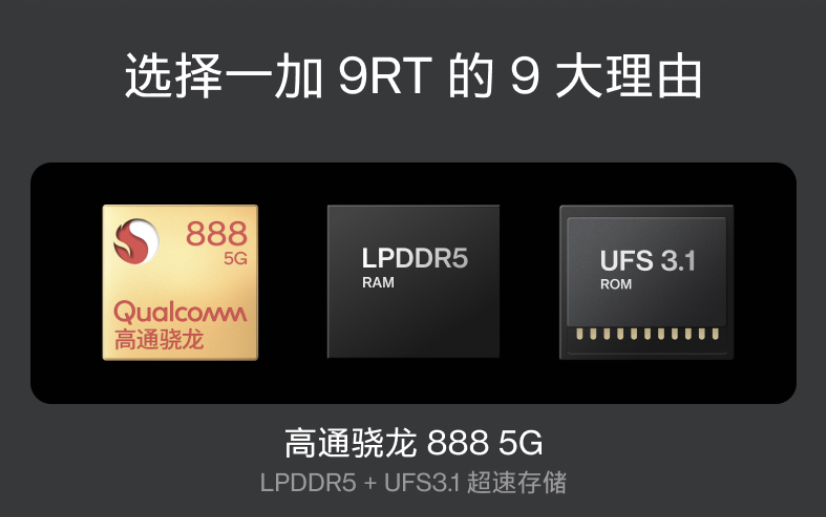 选择一加 9RT 的 9 大理由
888
5G
Qualcomm
高通骁龙
LPDDR5
RAM
UFS 3.1
ROM
高通骁龙 888 5G
LPDDR5 + UFS3.1 超速存储